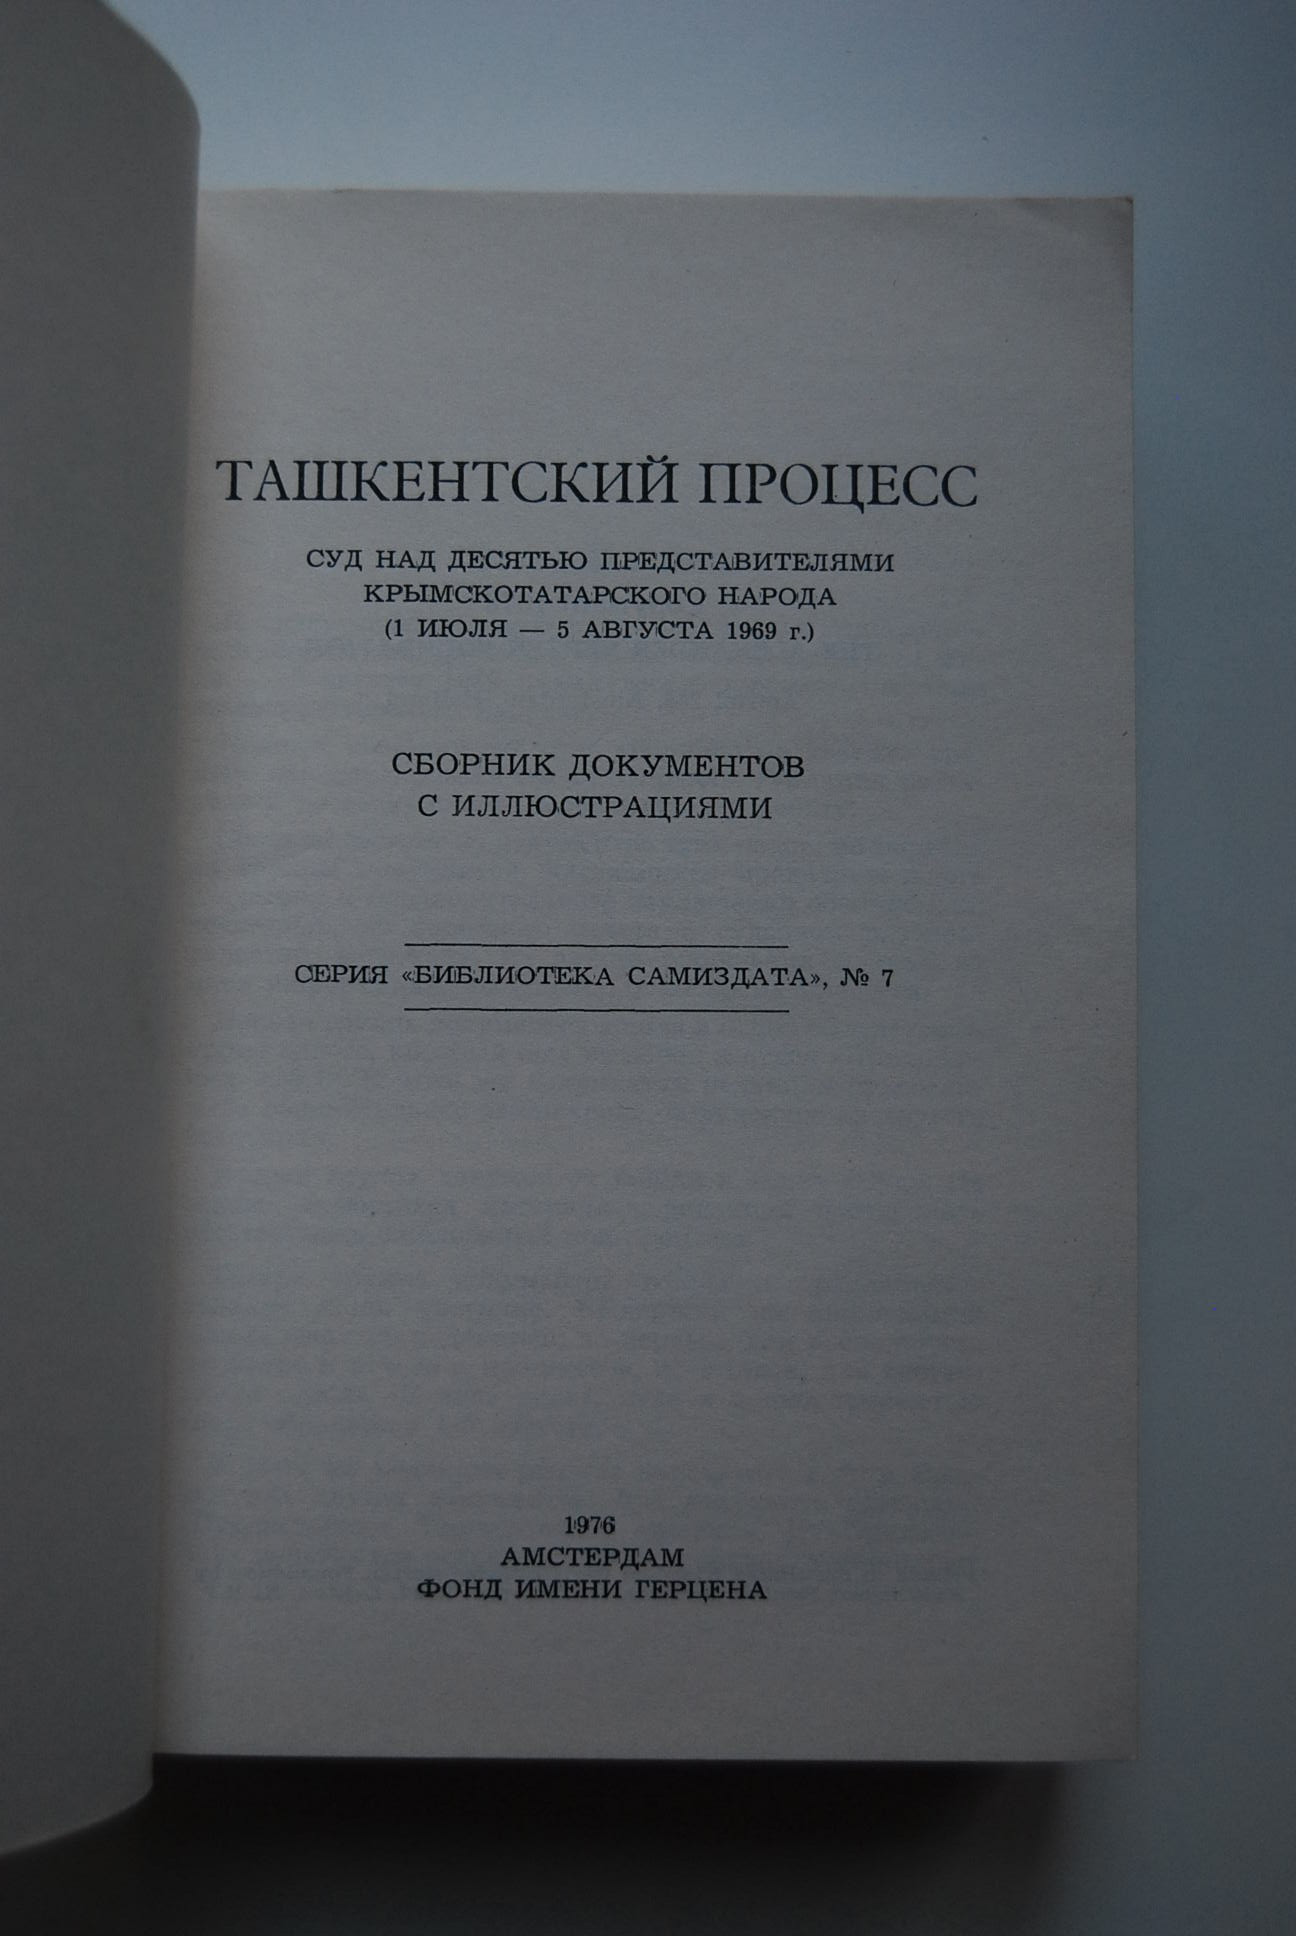 ТАШКЕНТСКИЙ ПРОЦЕСС
СУД НАД ДЕСЯТЬЮ ПРЕДСТАВИТЕЛЯМИ
КРЫМСКОТАТАРСКОГО НАРОДА
(1 ИЮЛЯ — 5 АВГУСТА 1969 г.)
СБОРНИК ДОКУМЕНТОВ
С ИЛЛЮСТРАЦИЯМИ
СЕРИЯ «БИБЛИОТЕКА САМИЗДАТА», № 7
1976
АМСТЕРДАМ
ФОНД ИМЕНИ ГЕРЦЕНА